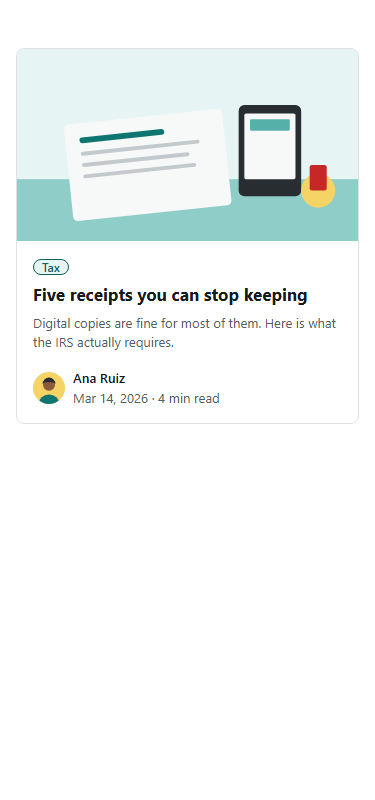 Tax
Five receipts you can stop keeping
Digital copies are fine for most of them. Here is what
the IRS actually requires.
Ana Ruiz
Mar 14, 2026 · 4 min read